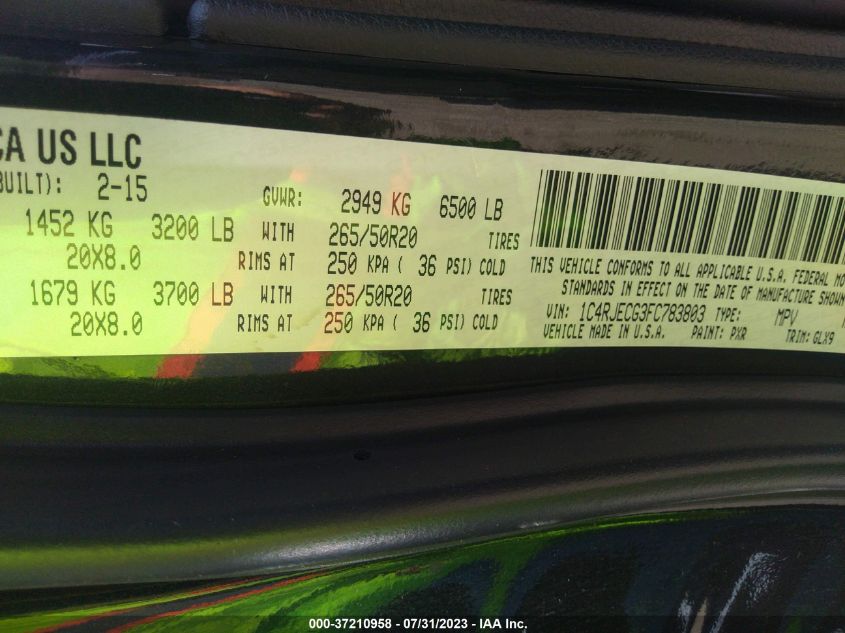 CA US LLC
BUILT): 2-15
GVWR: 2949 KG 6500 LB
1452 KG 3200 LB WITH 265/50R20 TIRES
20X8.0 RIMS AT 250 KPA ( 36 PSI) COLD
1679 KG 3700 LB WITH 265/50R20 TIRES
20X8.0 RIMS AT 250 KPA ( 36 PSI) COLD
THIS VEHICLE CONFORMS TO ALL APPLICABLE U.S.A. FEDERAL MO
STANDARDS IN EFFECT ON THE DATE OF MANUFACTURE SHOWN
VIN: 1C4RJECG3FC783803 TYPE: MPV
VEHICLE MADE IN U.S.A. PAINT: PXR TRIM: GLX9
000-37210958 - 07/31/2023 - IAA Inc.